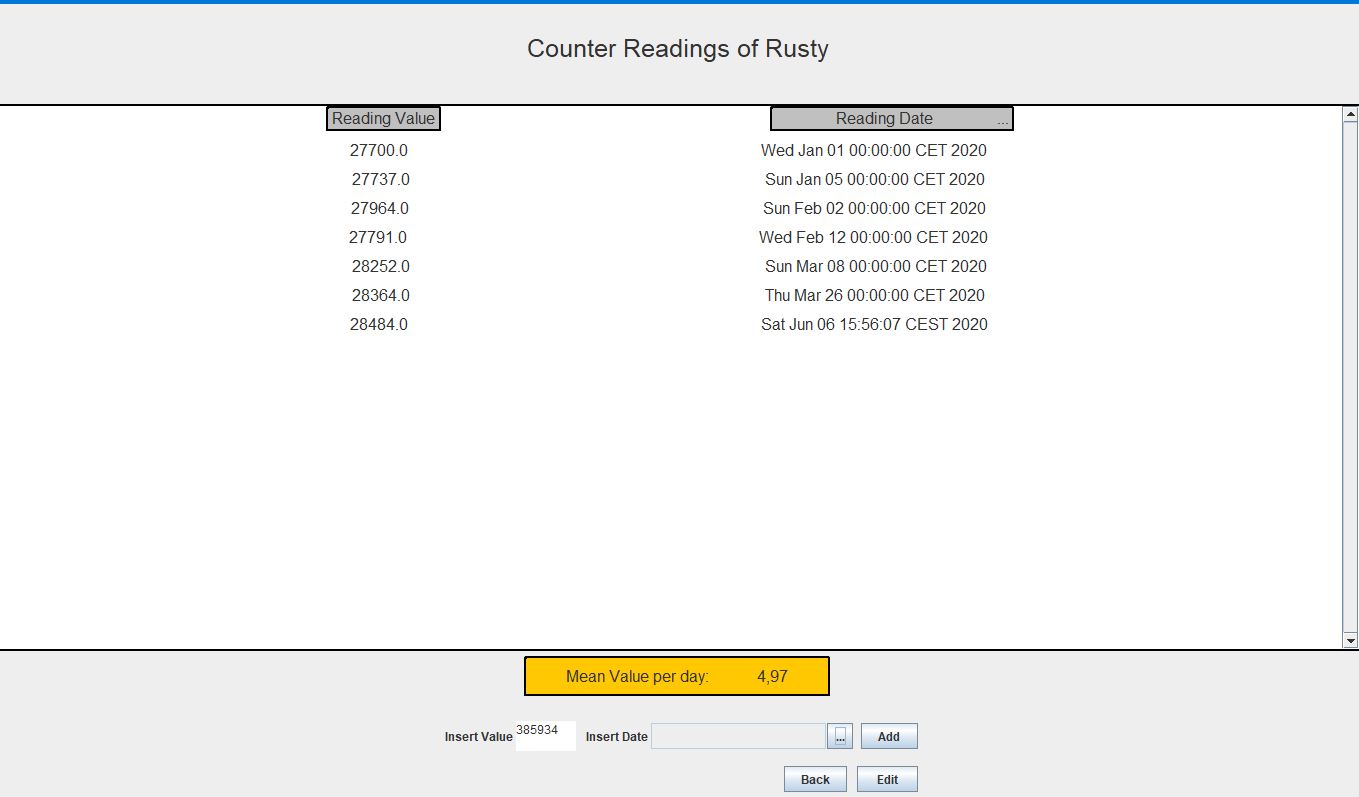 Counter Readings of Rusty
Reading Value Reading Date ...
27700.0 Wed Jan 01 00:00:00 CET 2020
27737.0 Sun Jan 05 00:00:00 CET 2020
27964.0 Sun Feb 02 00:00:00 CET 2020
27791.0 Wed Feb 12 00:00:00 CET 2020
28252.0 Sun Mar 08 00:00:00 CET 2020
28364.0 Thu Mar 26 00:00:00 CET 2020
28484.0 Sat Jun 06 15:56:07 CEST 2020
Mean Value per day: 4,97
Insert Value 385934 Insert Date ... Add
Back Edit